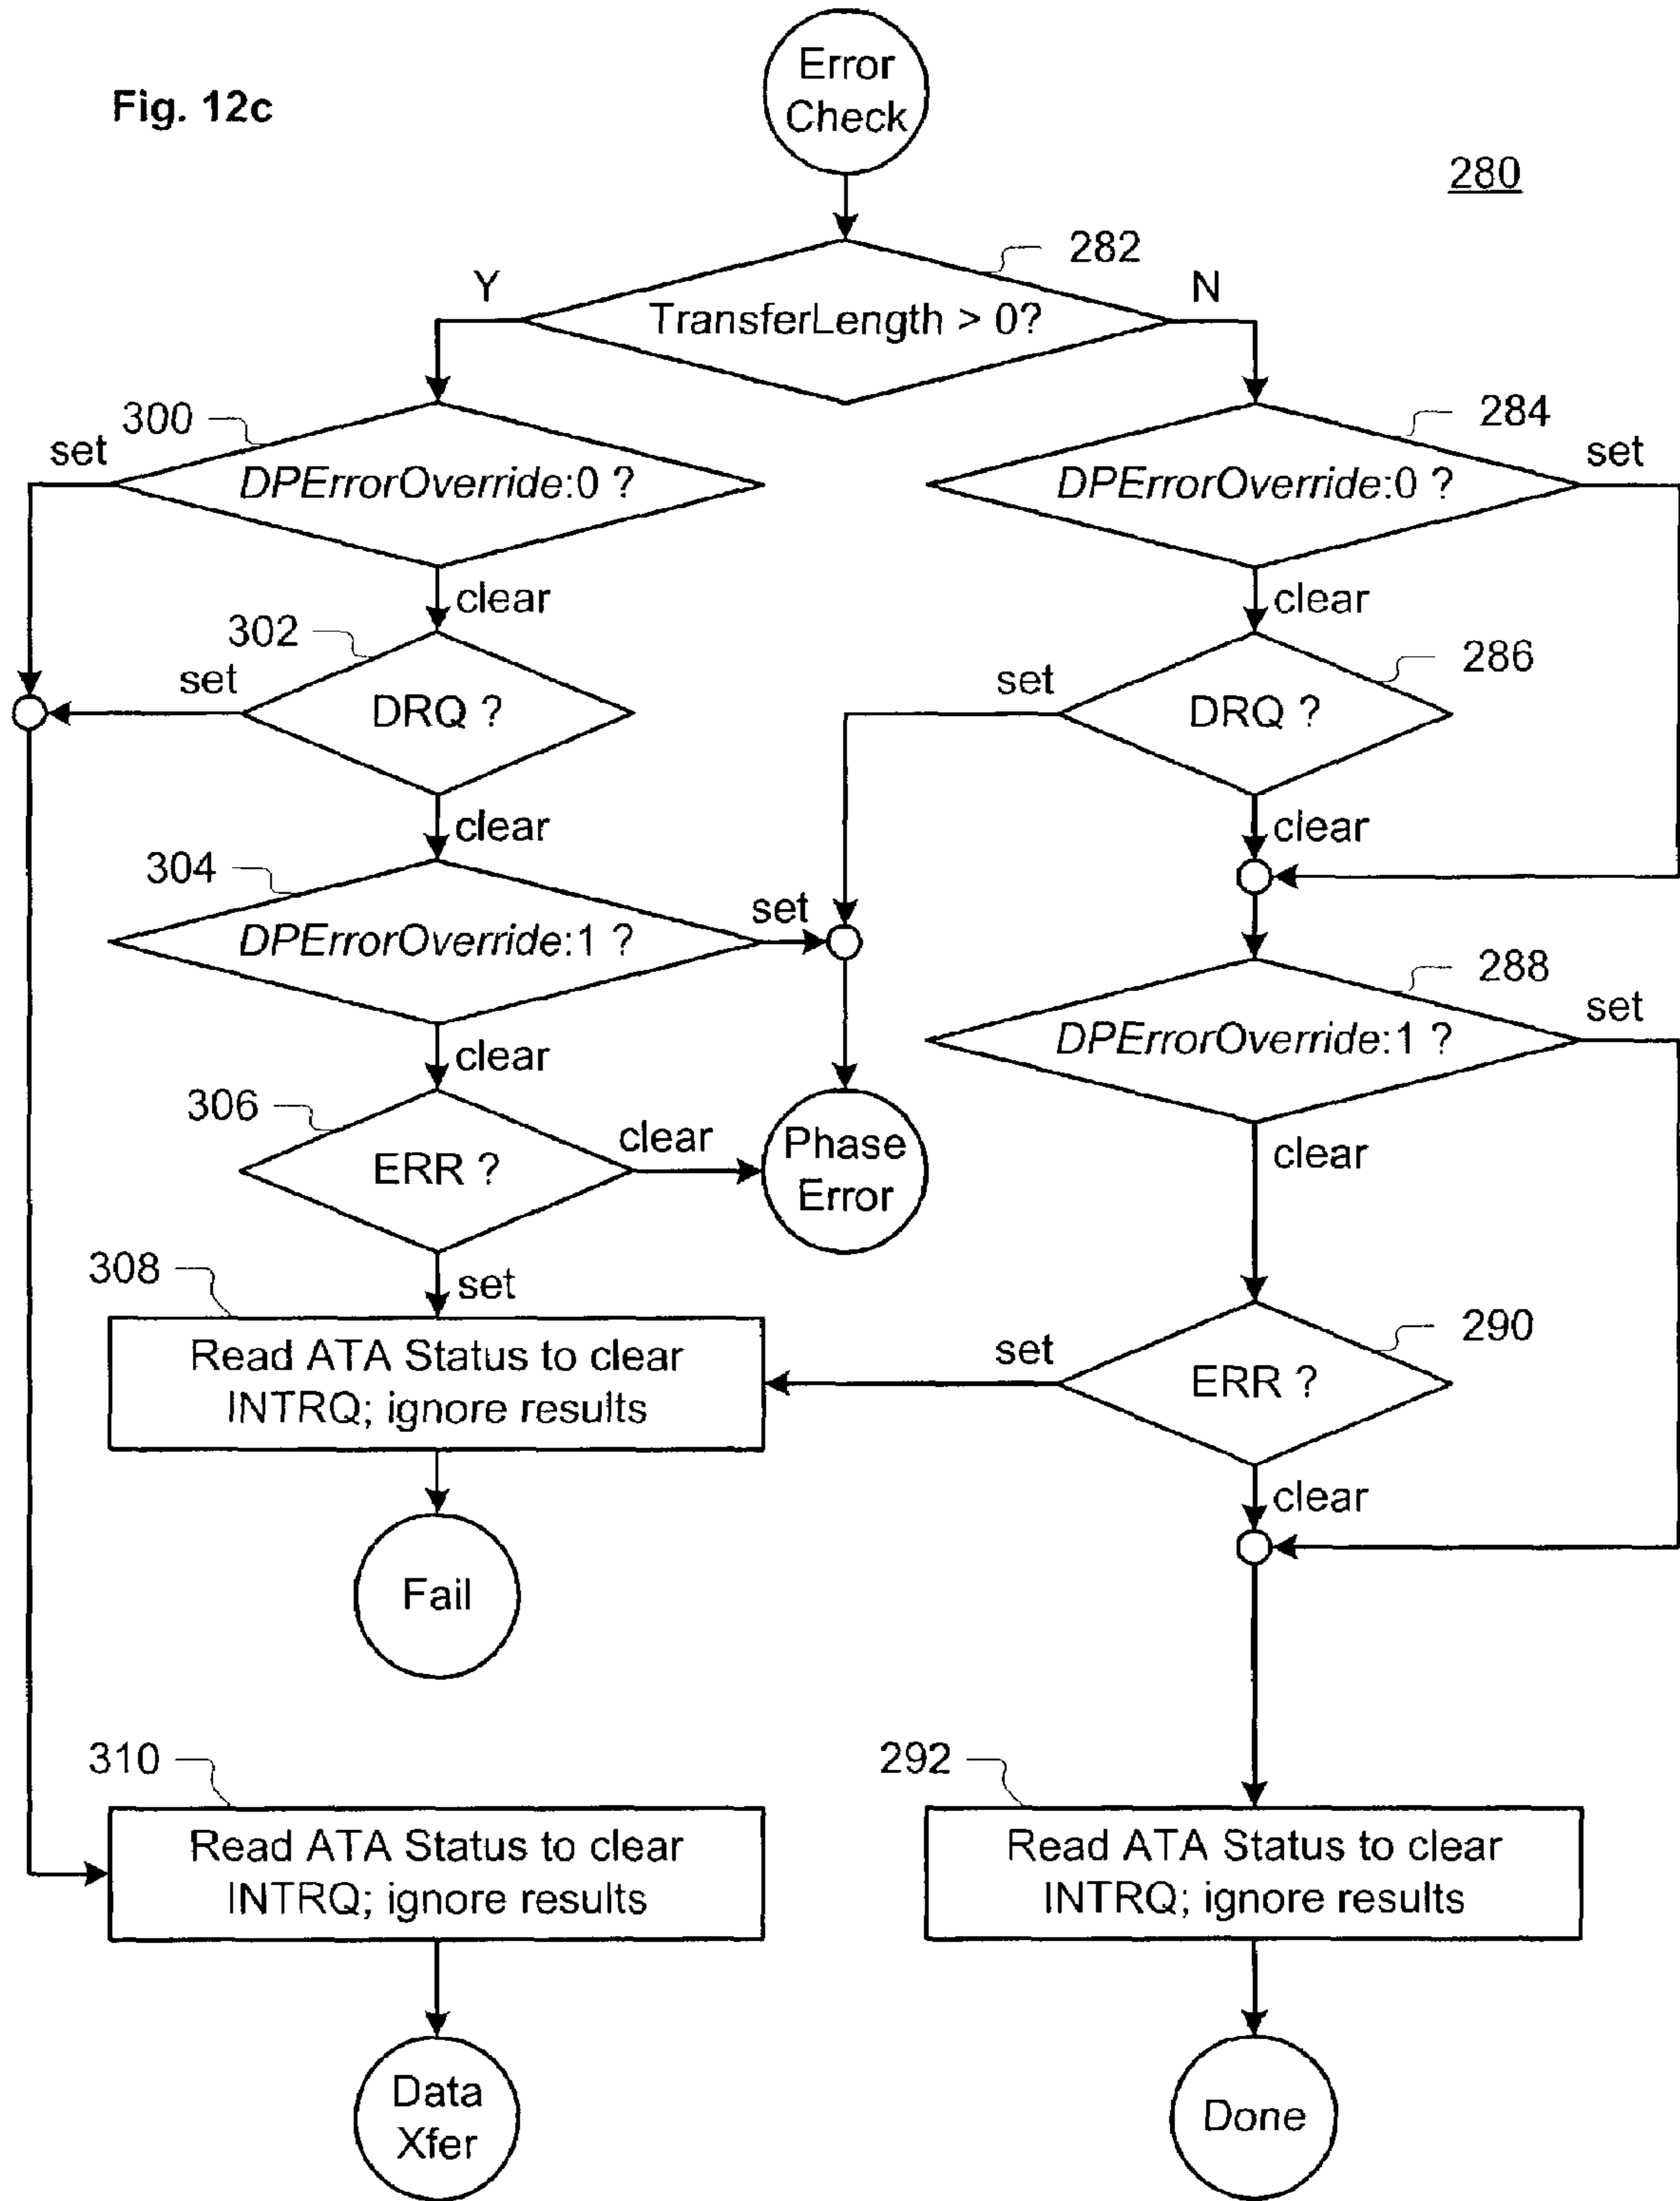 Fig. 12c
Error
Check
280
282
Y
N
TransferLength > 0?
300
284
set
set
DPErrorOverride:0 ?
DPErrorOverride:0 ?
clear
clear
302
286
set
set
DRQ ?
DRQ ?
clear
clear
304
set
DPErrorOverride:1 ?
288
set
DPErrorOverride:1 ?
clear
306
clear
clear
ERR ?
Phase
Error
308
set
290
set
Read ATA Status to clear
INTRQ; ignore results
ERR ?
clear
Fail
310
292
Read ATA Status to clear
INTRQ; ignore results
Read ATA Status to clear
INTRQ; ignore results
Data
Xfer
Done